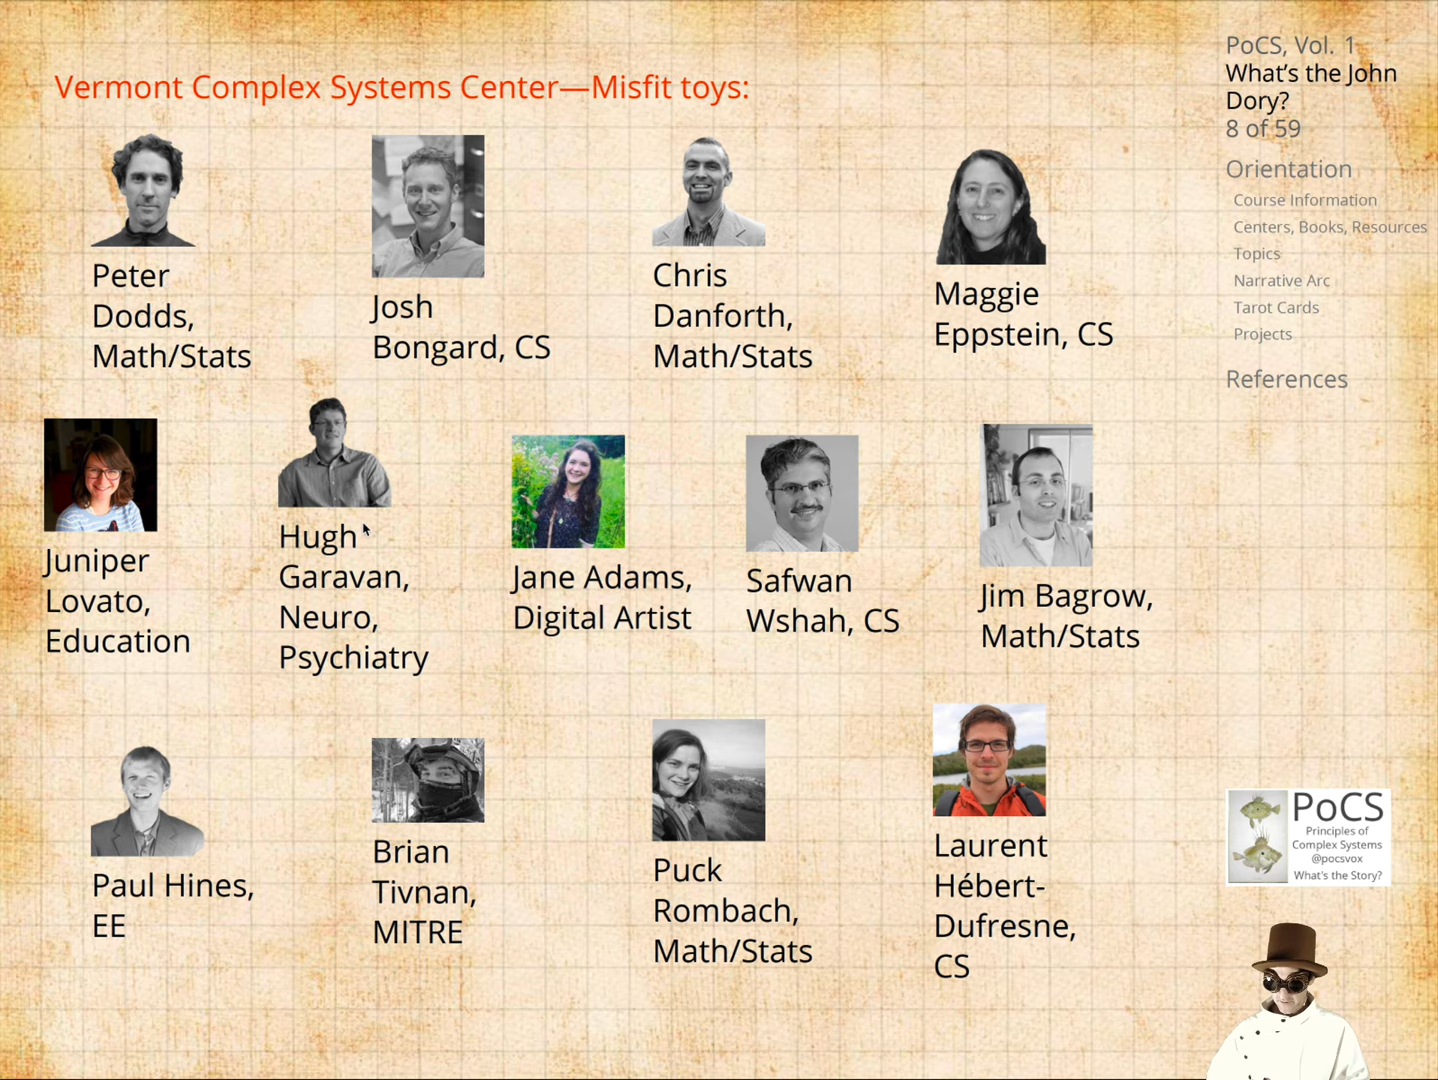 Vermont Complex Systems Center—Misfit toys:
Peter
Dodds,
Math/Stats
Josh
Bongard, CS
Chris
Danforth,
Math/Stats
Maggie
Eppstein, CS
Juniper
Lovato,
Education
Hugh
Garavan,
Neuro,
Psychiatry
Jane Adams,
Digital Artist
Safwan
Wshah, CS
Jim Bagrow,
Math/Stats
Paul Hines,
EE
Brian
Tivnan,
MITRE
Puck
Rombach,
Math/Stats
Laurent
Hébert-
Dufresne,
CS
PoCS, Vol. 1
What's the John
Dory?
8 of 59
Orientation
Course Information
Centers, Books, Resources
Topics
Narrative Arc
Tarot Cards
Projects
References
PoCS
Principles of
Complex Systems
@pocsvox
What's the Story?